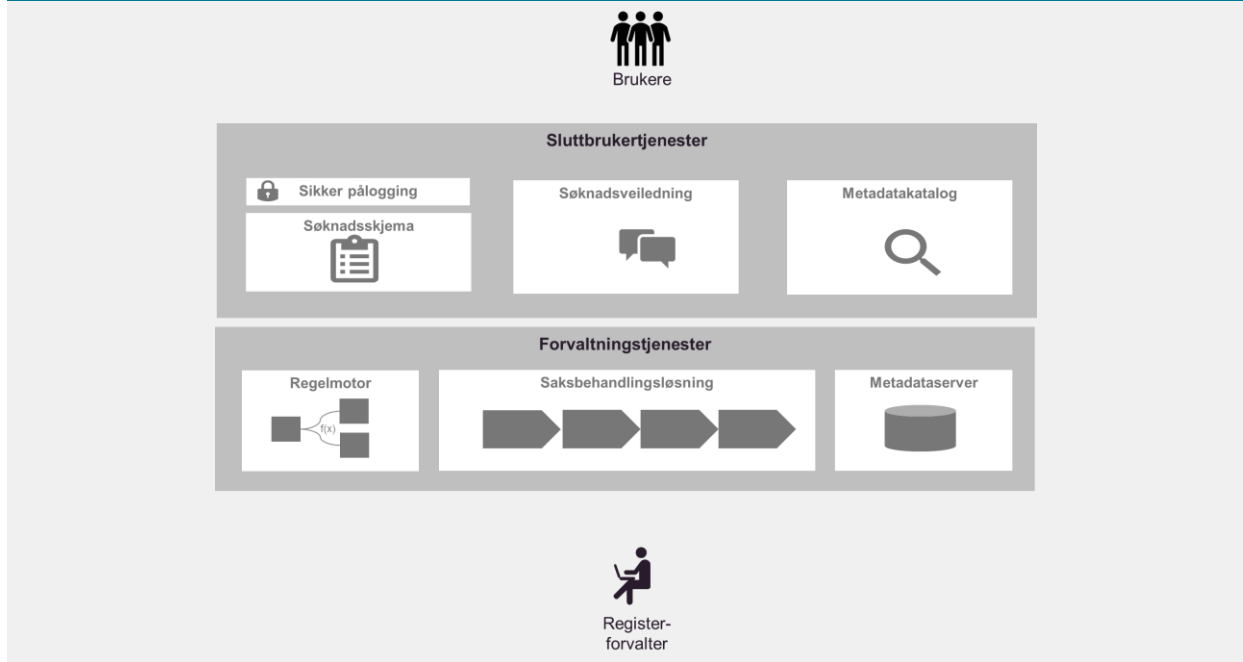 Brukere
Sluttbrukertjenester
Sikker pålogging
Søknadsskjema
Søknadsveiledning
Metadatakatalog
Forvaltningstjenester
Regelmotor
f(x)
Saksbehandlingsløsning
Metadataserver
Register-
forvalter